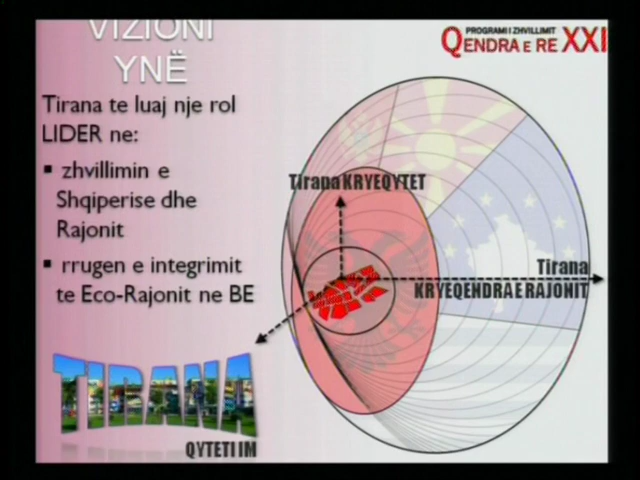 VIZIONI
YNË
PROGRAMI I ZHVILLIMIT
QENDRA E RE XXI
Tirana te luaj nje rol
LIDER ne:
▪ zhvillimin e
Shqiperise dhe
Rajonit
▪ rrugen e integrimit
te Eco-Rajonit ne BE
Tirana KRYEQYTET
Tirana
KRYEQENDRA E RAJONIT
TIRANA
QYTETI IM